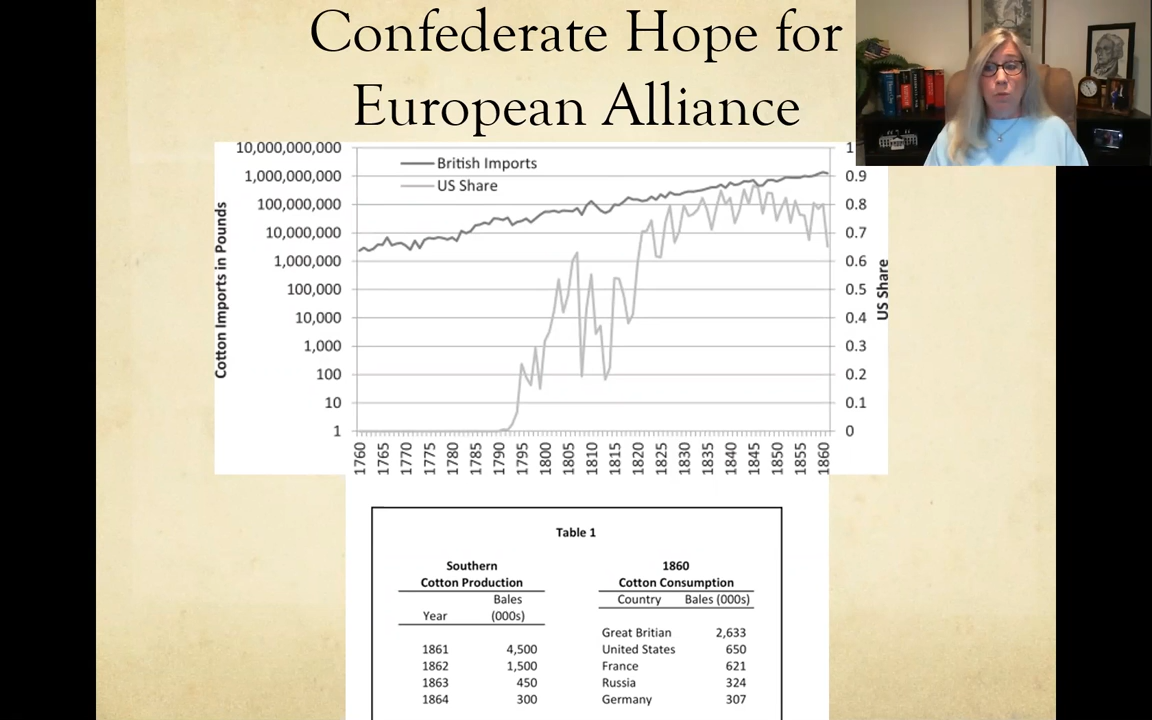 Confederate Hope for
European Alliance
10,000,000,000
1,000,000,000
100,000,000
10,000,000
1,000,000
100,000
10,000
1,000
100
10
1
Cotton Imports in Pounds
British Imports
US Share
1
0.9
0.8
0.7
0.6
0.5
0.4
0.3
0.2
0.1
0
US Share
1760
1765
1770
1775
1780
1785
1790
1795
1800
1805
1810
1815
1820
1825
1830
1835
1840
1845
1850
1855
1860
Table 1
Southern
Cotton Production
Bales
Year (000s)
1861 4,500
1862 1,500
1863 450
1864 300
1860
Cotton Consumption
Country Bales (000s)
Great Britian 2,633
United States 650
France 621
Russia 324
Germany 307